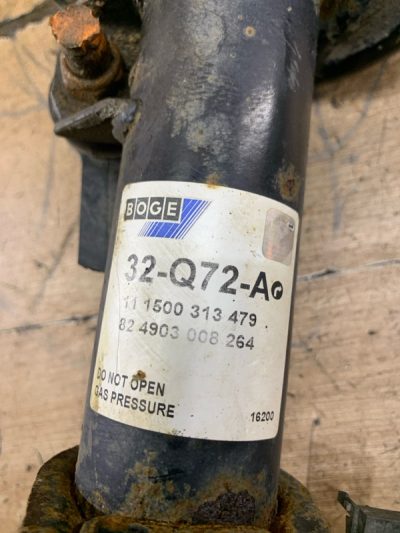 BOGE
32-Q72-A
11 1500 313 479
82 4903 008 264
DO NOT OPEN
GAS PRESSURE
16200